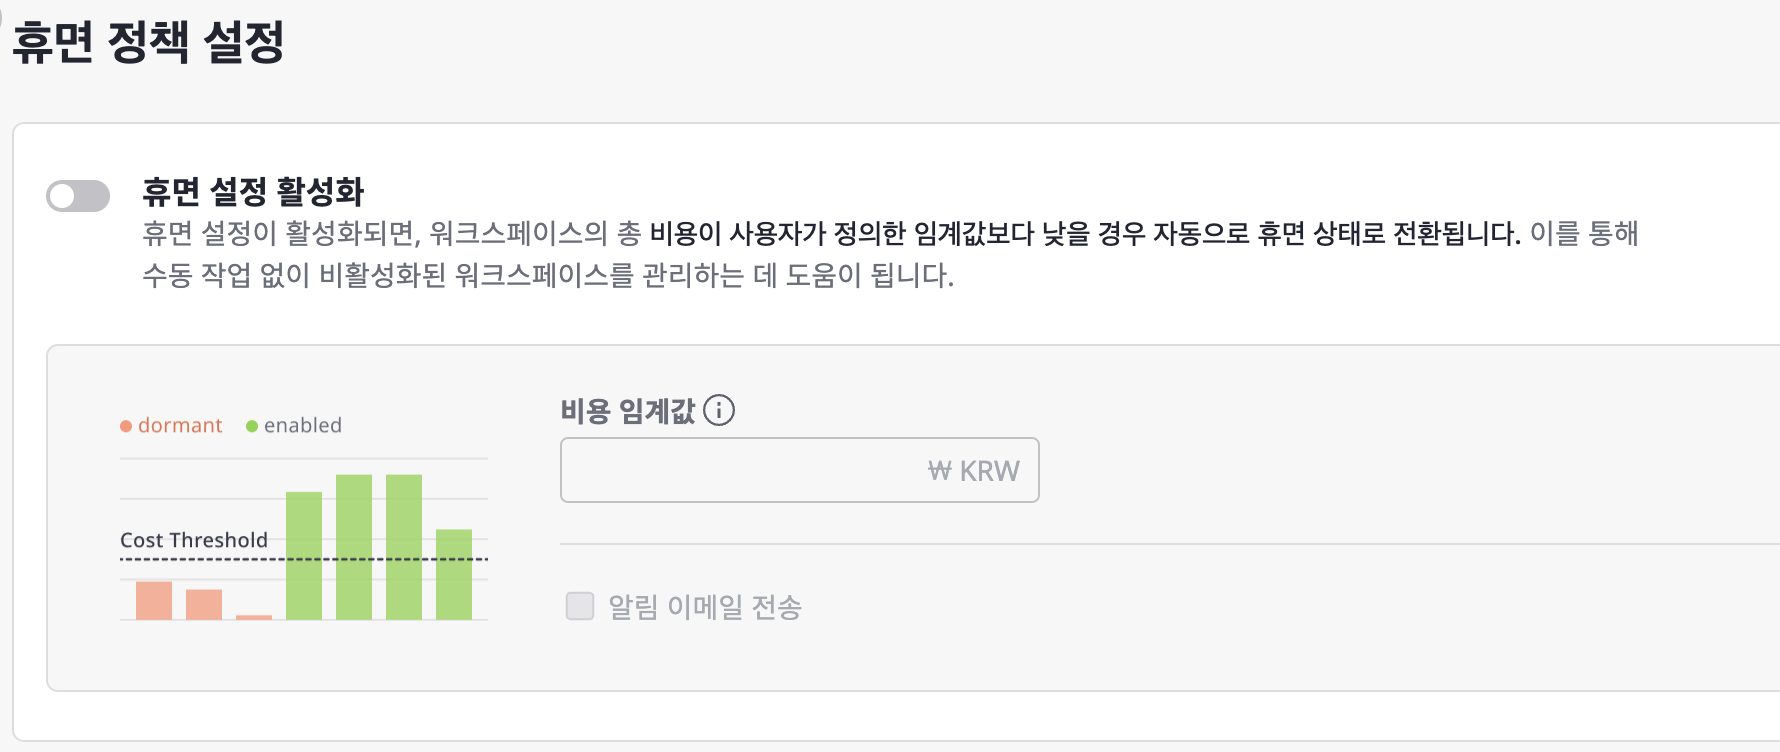 휴면 정책 설정
휴면 설정 활성화
휴면 설정이 활성화되면, 워크스페이스의 총 비용이 사용자가 정의한 임계값보다 낮을 경우 자동으로 휴면 상태로 전환됩니다. 이를 통해
수동 작업 없이 비활성화된 워크스페이스를 관리하는 데 도움이 됩니다.
dormant enabled
Cost Threshold
비용 임계값
₩ KRW
알림 이메일 전송